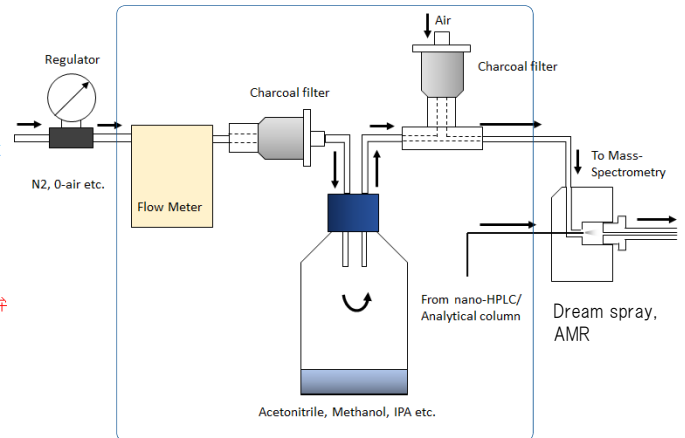 Regulator
N2, 0-air etc.
Flow Meter
Charcoal filter
Air
Charcoal filter
To Mass-
Spectrometry
From nano-HPLC/
Analytical column
Dream spray,
AMR
Acetonitrile, Methanol, IPA etc.